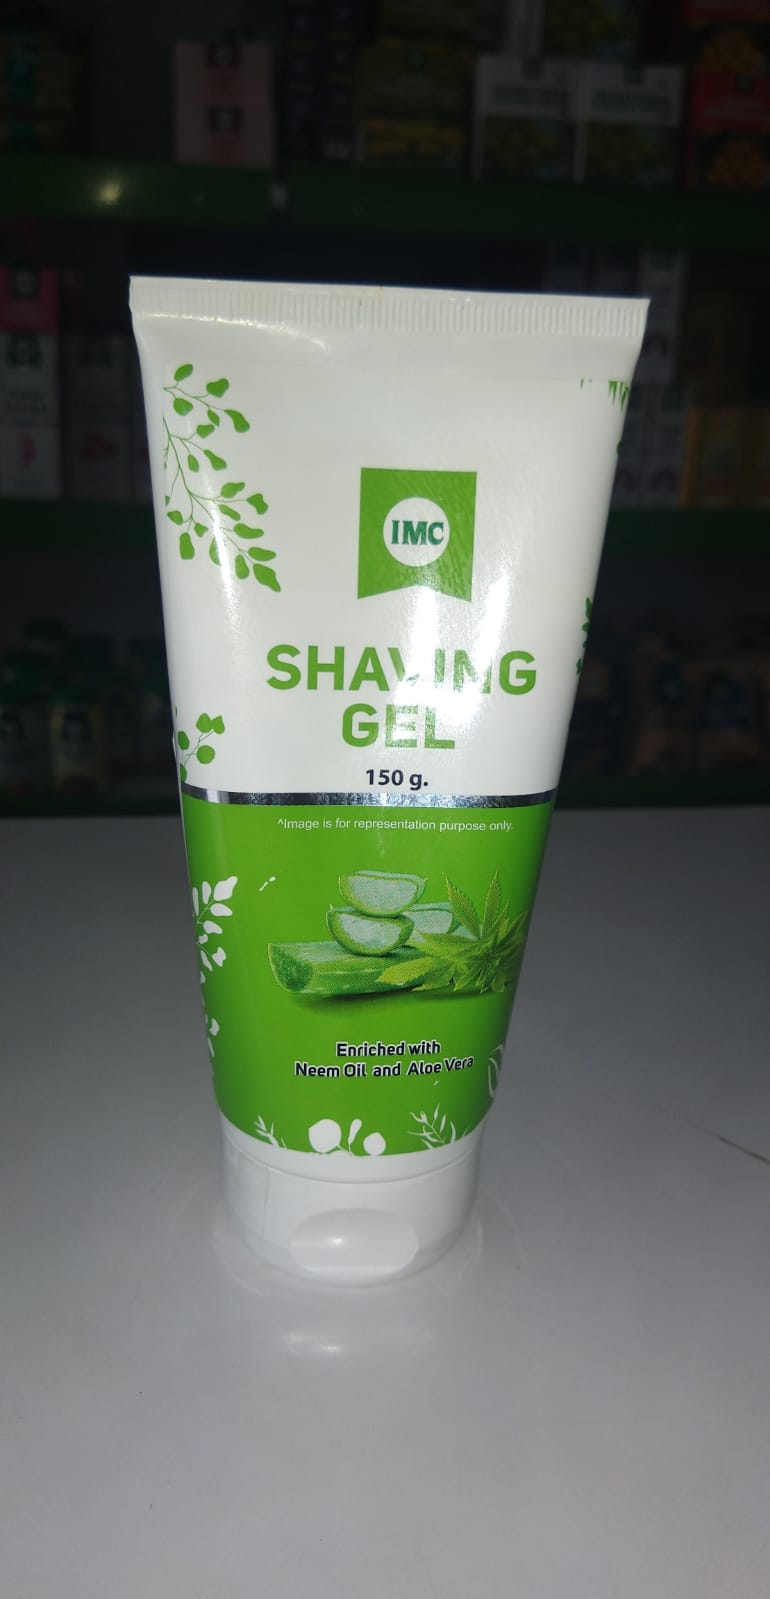 IMC
SHAVING
GEL
150 g.
^Image is for representation purpose only.
Enriched with
Neem Oil and Aloe Vera